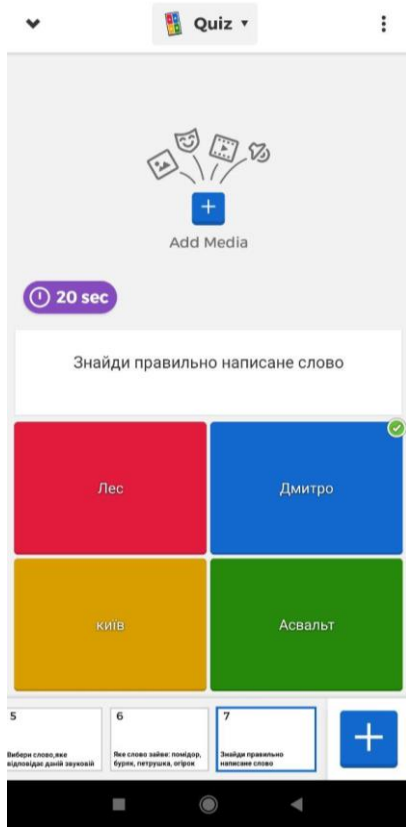 Quiz
Add Media
20 sec
Знайди правильно написане слово
Лес
Дмитро
київ
Асвальт
5
Вибери слово,яке
відповідає даній звуковій
6
Яке слово зайве: помідор,
буряк, петрушка, огірок
7
Знайди правильно
написане слово